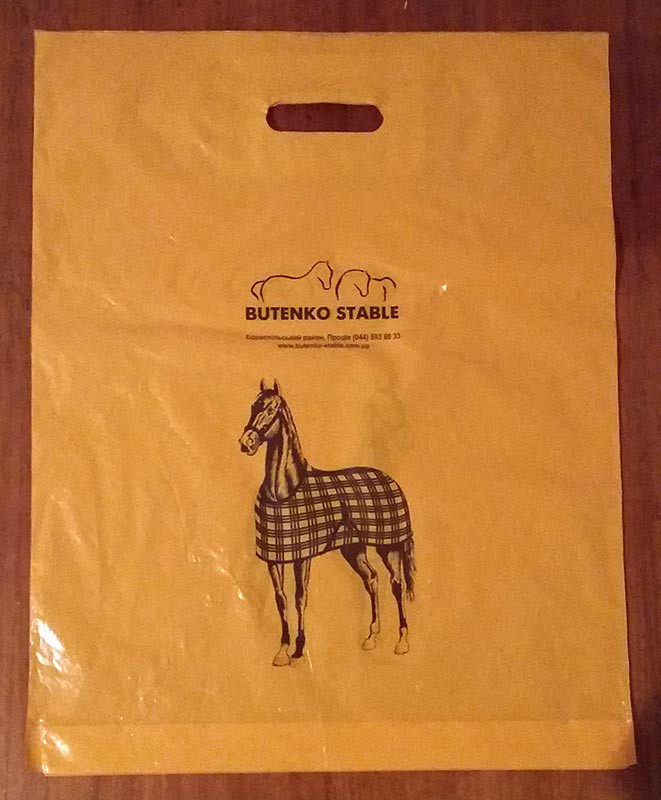 BUTENKO STABLE
Бориспільський район, Проців (044) 593 80 33
www.butenko-stable.com.ua